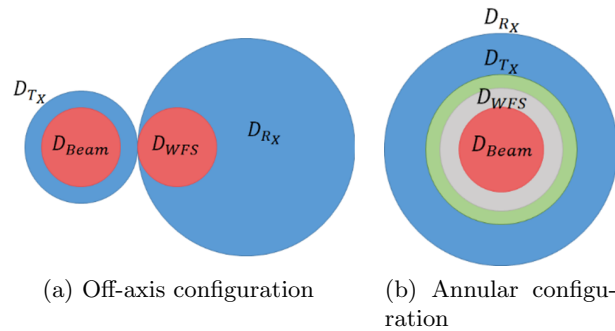 D_{T_X}
D_{Beam}
D_{WFS}
D_{R_X}
(a) Off-axis configuration
D_{R_X}
D_{T_X}
D_{WFS}
D_{Beam}
(b) Annular configu-
ration